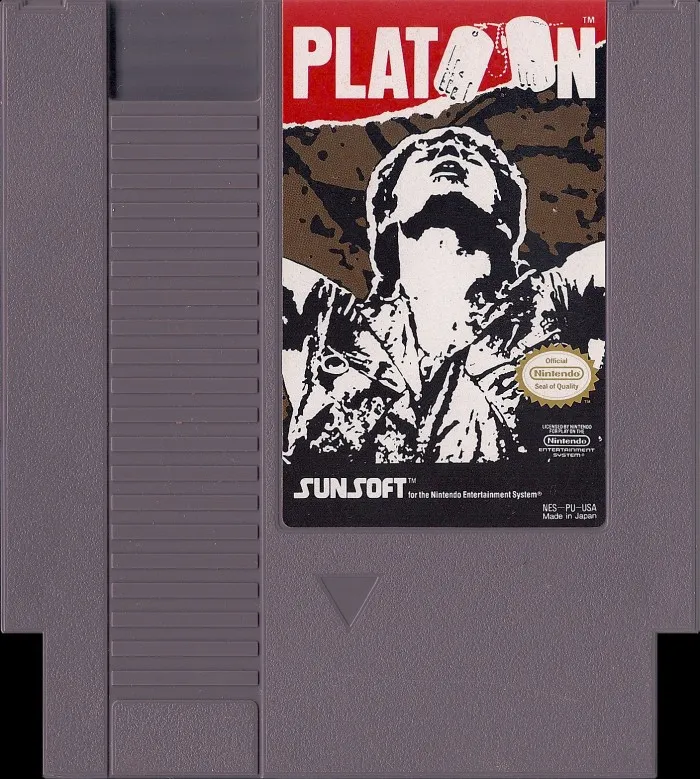 PLATOON™
Official
Nintendo
Seal of Quality
™
LICENSED BY NINTENDO
FOR PLAY ON THE
Nintendo
ENTERTAINMENT
SYSTEM®
SUNSOFT™ for the Nintendo Entertainment System®
NES-PU-USA
Made in Japan